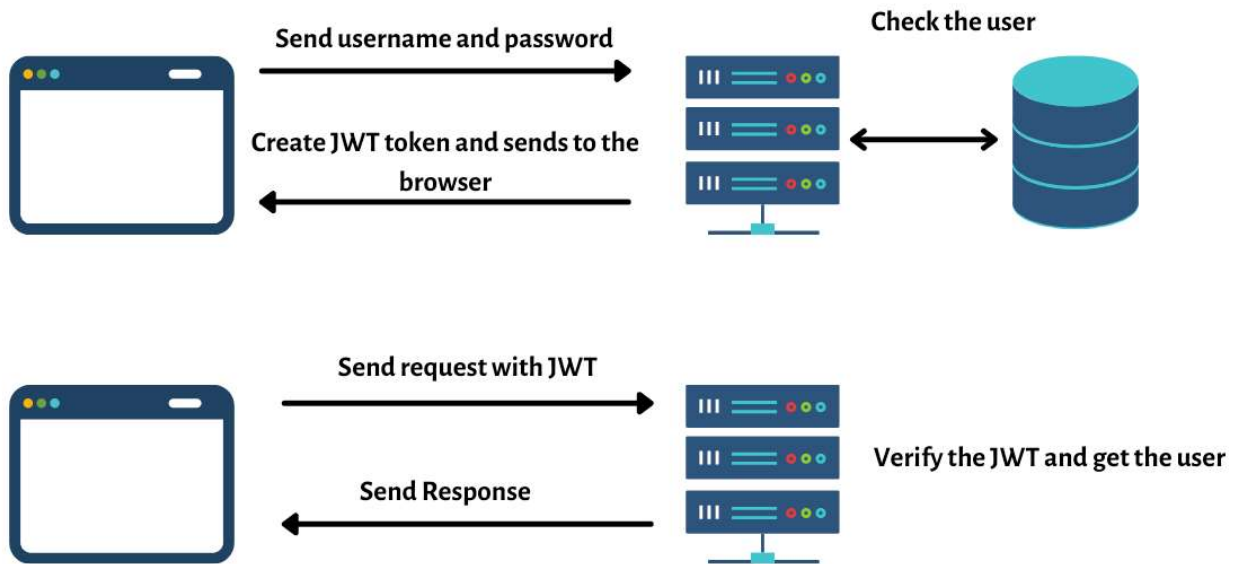 Send username and password
Check the user
Create JWT token and sends to the
browser
Send request with JWT
Verify the JWT and get the user
Send Response